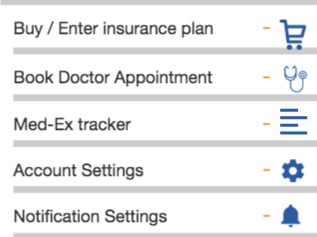 Buy / Enter insurance plan -
Book Doctor Appointment -
Med-Ex tracker -
Account Settings -
Notification Settings -